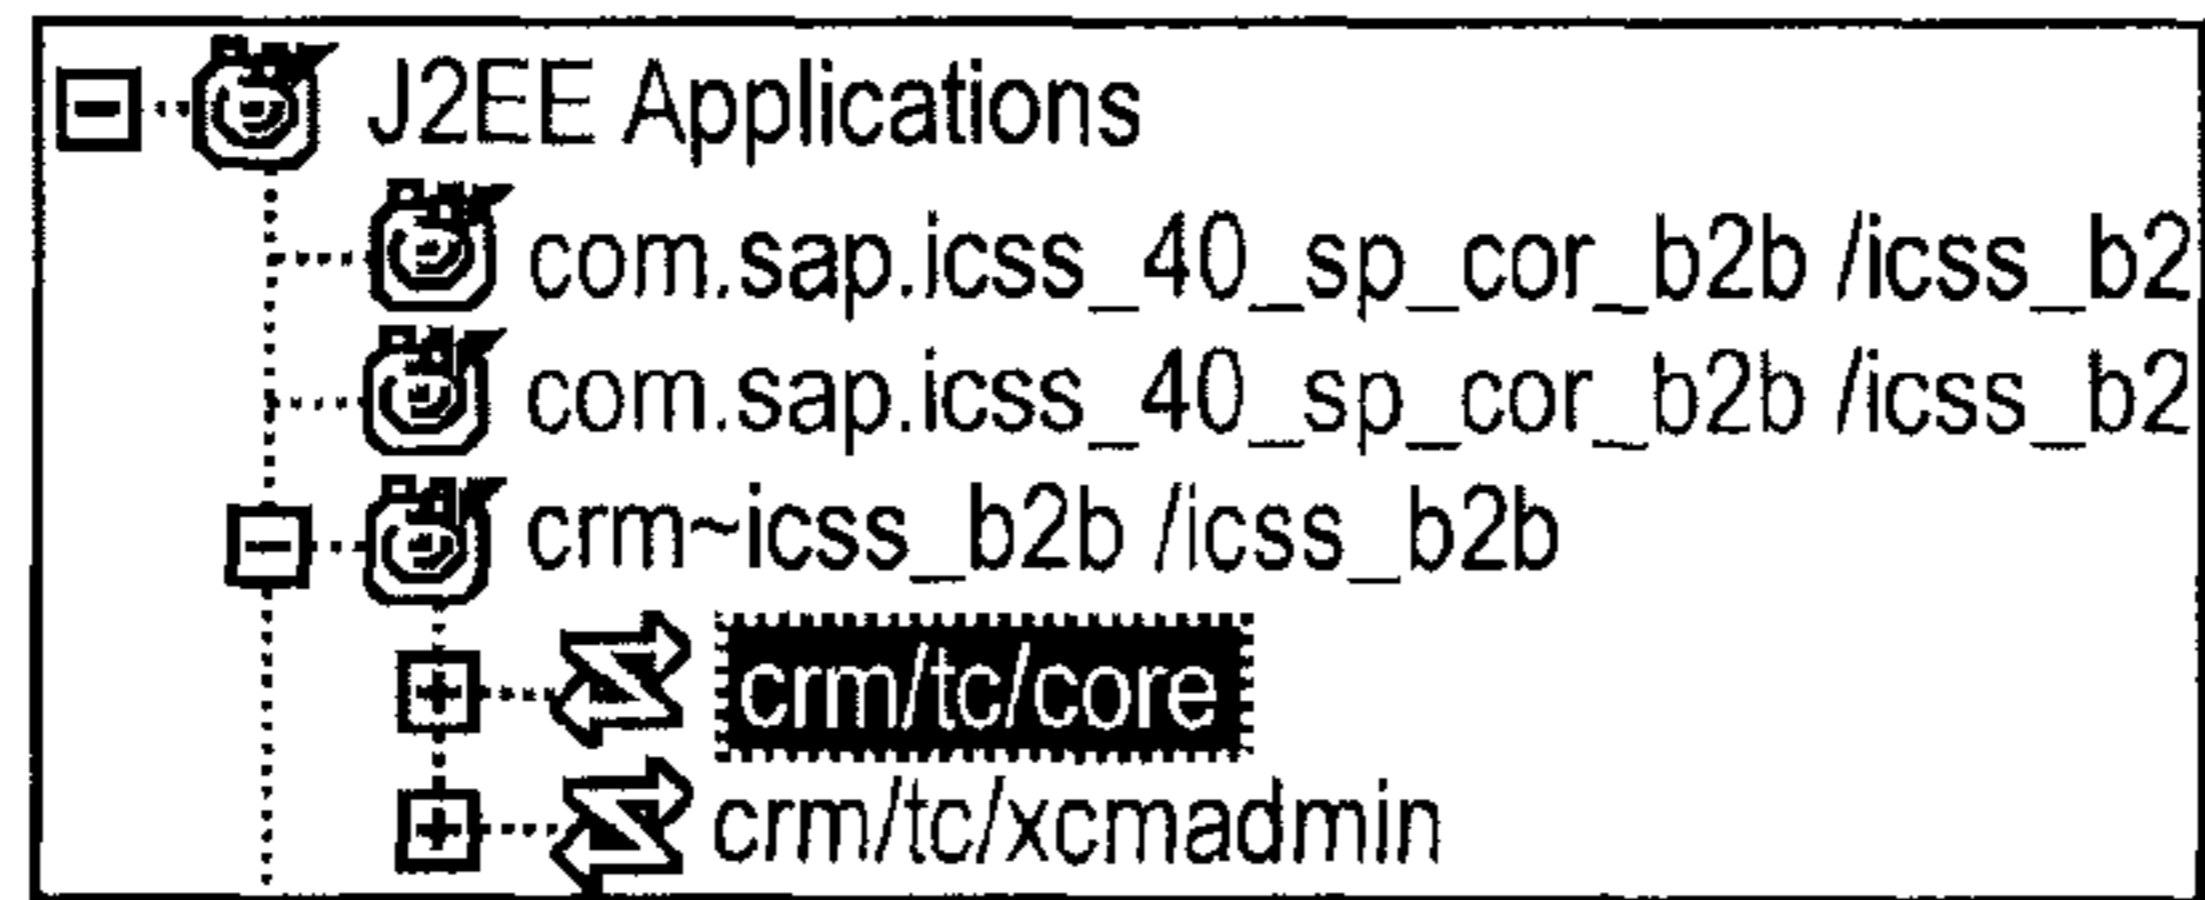 J2EE Applications
com.sap.icss_40_sp_cor_b2b /icss_b2
com.sap.icss_40_sp_cor_b2b /icss_b2
crm~icss_b2b /icss_b2b
crm/tc/core
crm/tc/xcmadmin